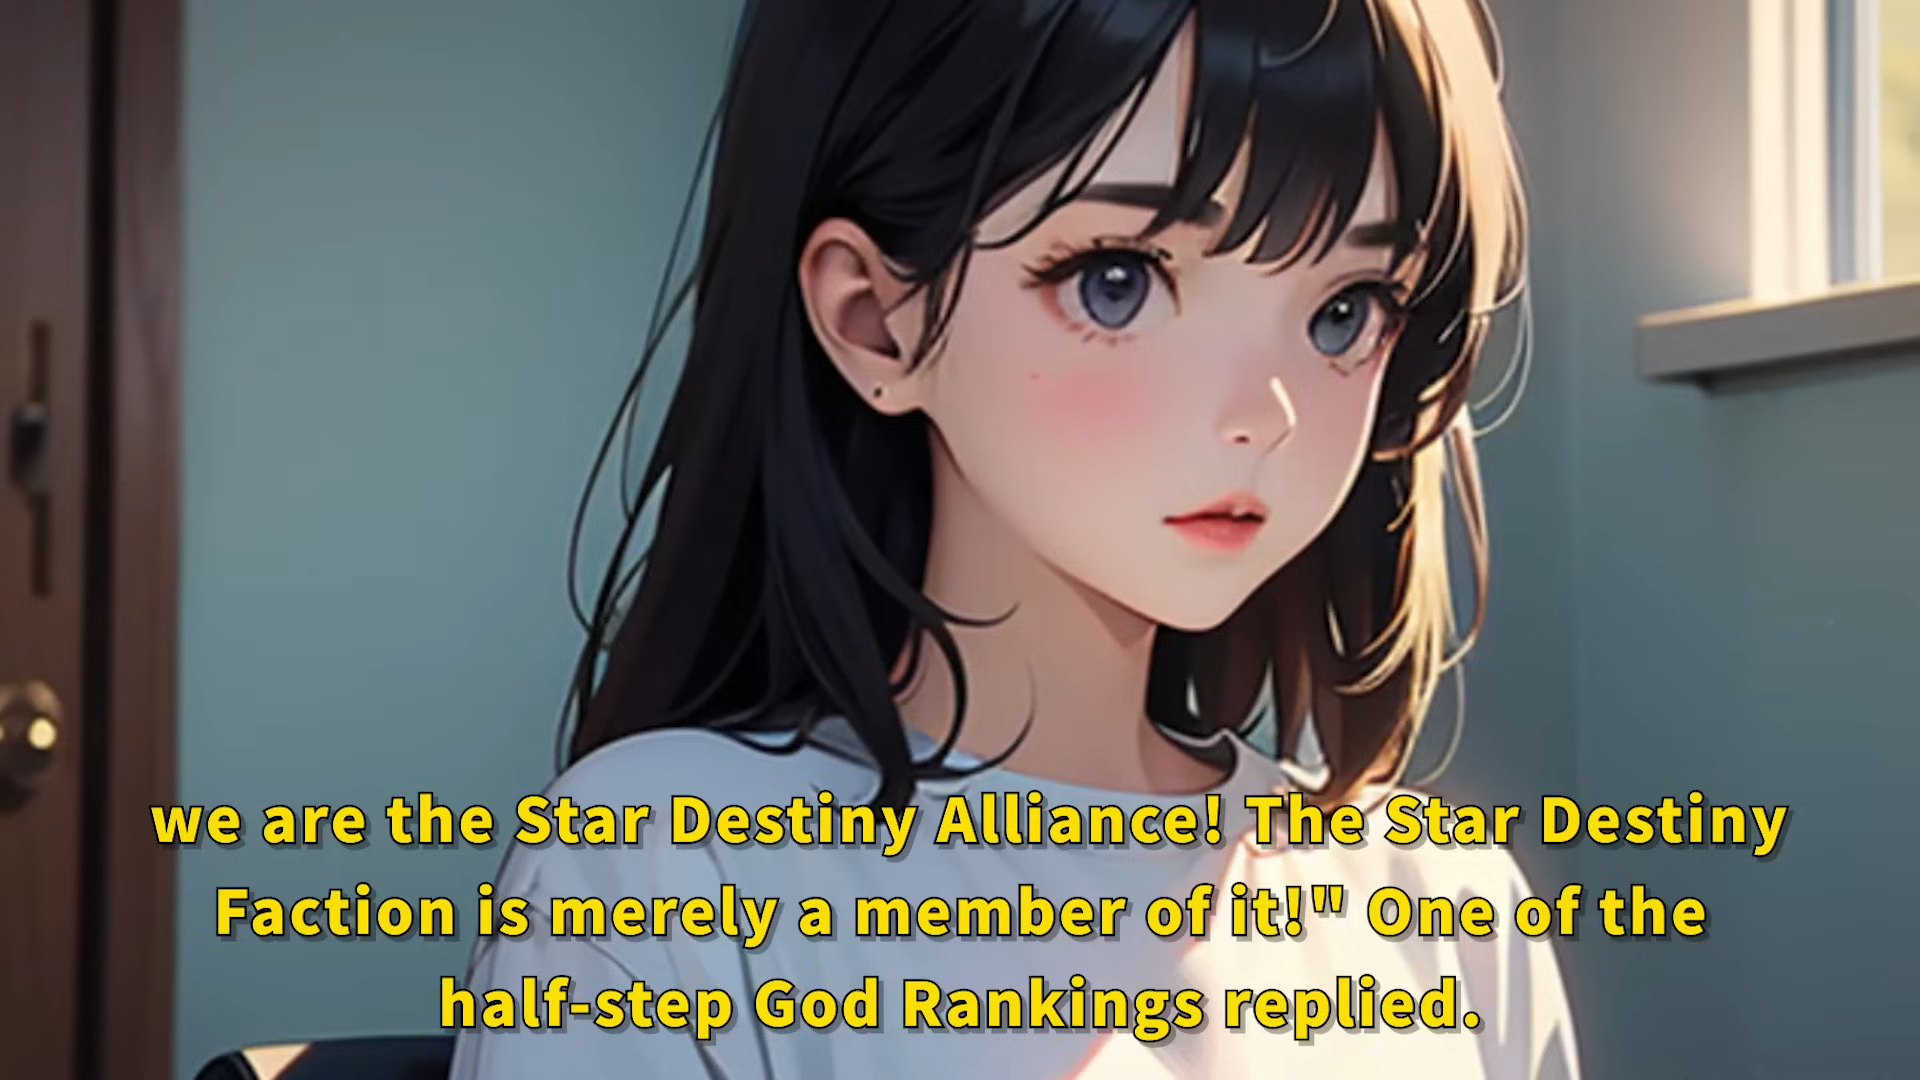 we are the Star Destiny Alliance! The Star Destiny
Faction is merely a member of it!" One of the
half-step God Rankings replied.